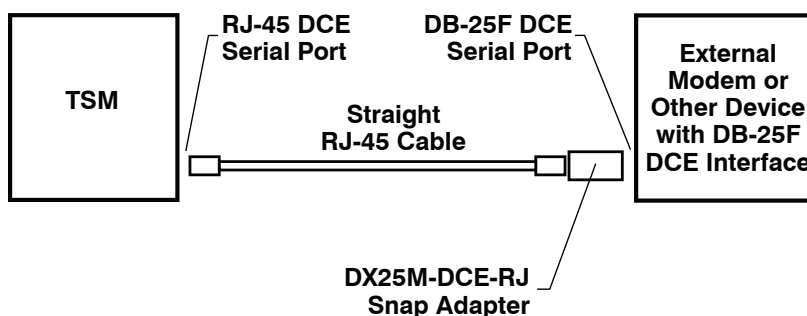 RJ-45 DCE
Serial Port
DB-25F DCE
Serial Port
TSM
External
Modem or
Other Device
with DB-25F
DCE Interface
Straight
RJ-45 Cable
DX25M-DCE-RJ
Snap Adapter